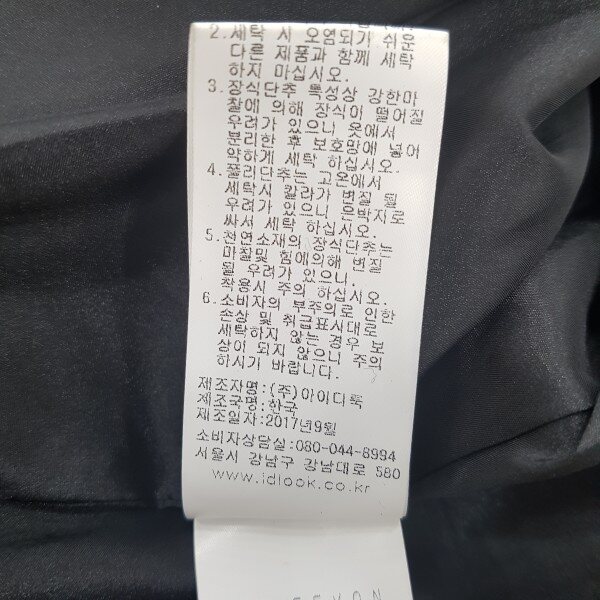 2.세탁 시 오염되기 쉬운
다른 제품과 함께 세탁
하지 마십시오.
3.장식단추 특성상 강한마
찰에 의해 장식이 떨어질
우려가 있으니 옷에서
분리한 후 보호망에 넣어
약하게 세탁 하십시오.
4.폴리단추는 고온에서
세탁시 칼라가 변질 될
우려가 있으니 은박지로
싸서 세탁 하십시오.
5.천연소재의 장식단추는
마찰및 힘에의해 변질
될 우려가 있으니.
착용시 주의 하십시오.
6.소비자의 부주의로 인한
손상 및 취급표시대로
세탁하지 않는 경우 보
상이 되지 않으니 주의
하시기 바랍니다.
제조자명:(주)아이디룩
제조국명:한국
제조일자:2017년9월
소비자상담실:080-044-8994
서울시 강남구 강남대로 580
www.idlook.co.kr